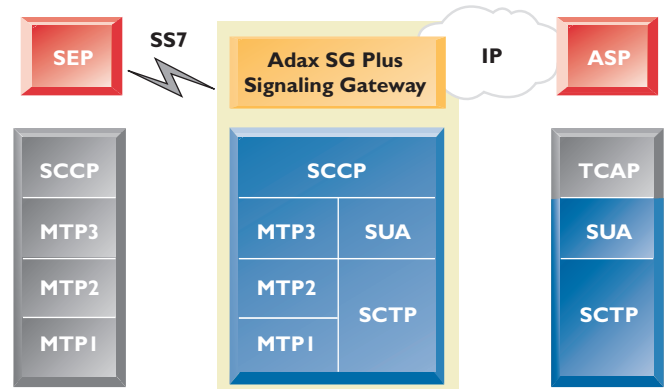 SEP
SS7
Adax SG Plus
Signaling Gateway
IP
ASP
SCCP
MTP3
MTP2
MTP1
SCCP
MTP3
SUA
MTP2
SCTP
MTP1
TCAP
SUA
SCTP